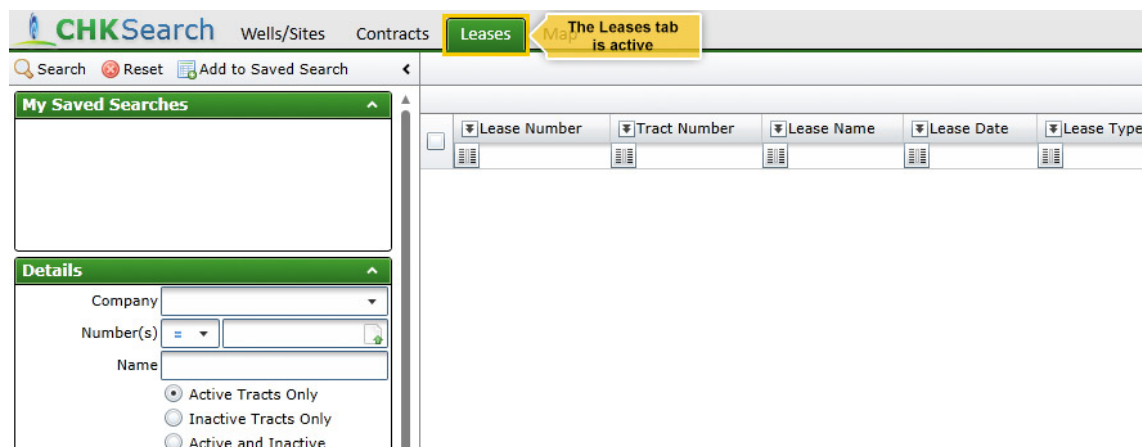 CHKSearch Wells/Sites Contracts Leases Map The Leases tab
is active
Search Reset Add to Saved Search
My Saved Searches
Lease Number Tract Number Lease Name Lease Date Lease Type
Details
Company
Number(s) =
Name
Active Tracts Only
Inactive Tracts Only
Active and Inactive